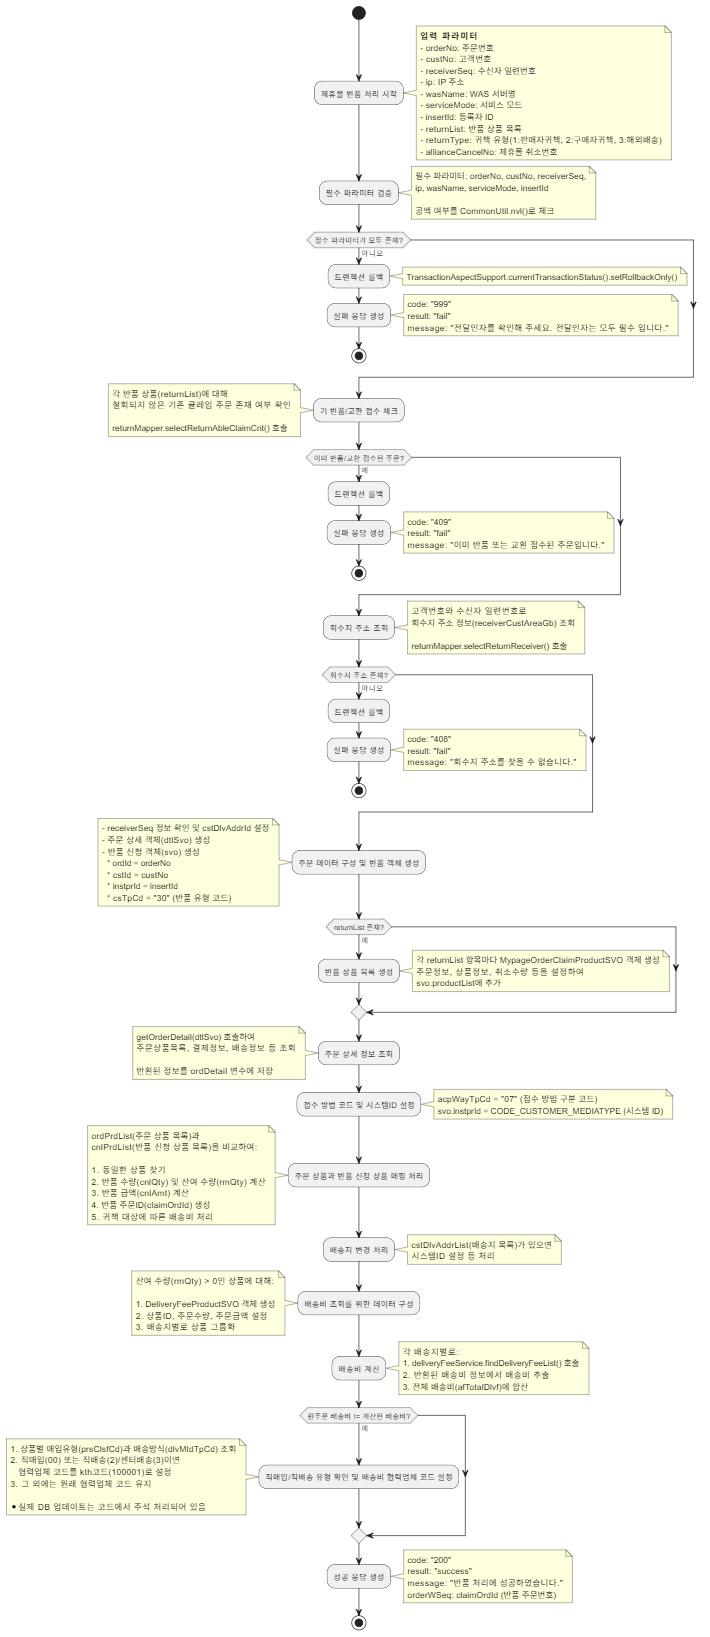 입력 파라미터
- orderNo: 주문번호
- custNo: 고객번호
- receiverSeq: 수신자 일련번호
- ip: IP 주소
- wasName: WAS 서버명
- serviceMode: 서비스 모드
- insertId: 등록자 ID
- returnList: 반품 상품 목록
- returnType: 귀책 유형(1:판매자귀책, 2:구매자귀책, 3:해외배송)
- allianceCancelNo: 제휴몰 취소번호
제휴몰 반품 처리 시작
필수 파라미터: orderNo, custNo, receiverSeq,
ip, wasName, serviceMode, insertId
공백 여부를 CommonUtil.nvl()로 체크
필수 파라미터 검증
필수 파라미터가 모두 존재?
아니오
트랜잭션 롤백
TransactionAspectSupport.currentTransactionStatus().setRollbackOnly()
실패 응답 생성
code: "999"
result: "fail"
message: "전달인자를 확인해 주세요. 전달인자는 모두 필수 입니다."
각 반품 상품(returnList)에 대해
철회되지 않은 기존 클레임 주문 존재 여부 확인
returnMapper.selectReturnAbleClaimCnt() 호출
기 반품/교환 접수 체크
이미 반품/교환 접수된 주문?
예
트랜잭션 롤백
실패 응답 생성
code: "409"
result: "fail"
message: "이미 반품 또는 교환 접수된 주문입니다."
고객번호와 수신자 일련번호로
회수지 주소 정보(receiverCustAreaGb) 조회
returnMapper.selectReturnReceiver() 호출
회수지 주소 조회
회수지 주소 존재?
아니오
트랜잭션 롤백
실패 응답 생성
code: "408"
result: "fail"
message: "회수지 주소를 찾을 수 없습니다."
- receiverSeq 정보 확인 및 cstDlvAddrId 설정
- 주문 상세 객체(dtlSvo) 생성
- 반품 신청 객체(svo) 생성
* ordId = orderNo
* cstId = custNo
* instprId = insertId
* csTpCd = "30" (반품 유형 코드)
주문 데이터 구성 및 반품 객체 생성
returnList 존재?
예
반품 상품 목록 생성
각 returnList 항목마다 MypageOrderClaimProductSVO 객체 생성
주문정보, 상품정보, 취소수량 등을 설정하여
svo.productList에 추가
getOrderDetail(dtlSvo) 호출하여
주문상품목록, 결제정보, 배송정보 등 조회
반환된 정보를 ordDetail 변수에 저장
주문 상세 정보 조회
접수 방법 코드 및 시스템ID 설정
acpWayTpCd = "07" (접수 방법 구분 코드)
svo.instprId = CODE_CUSTOMER_MEDIATYPE (시스템 ID)
ordPrdList(주문 상품 목록)과
cnlPrdList(반품 신청 상품 목록)을 비교하여:
1. 동일한 상품 찾기
2. 반품 수량(cnlQty) 및 잔여 수량(rmQty) 계산
3. 반품 금액(cnlAmt) 계산
4. 반품 주문ID(claimOrdId) 생성
5. 귀책 대상에 따른 배송비 처리
주문 상품과 반품 신청 상품 매핑 처리
배송지 변경 처리
cstDlvAddrList(배송지 목록)가 있으면
시스템ID 설정 등 처리
잔여 수량(rmQty) > 0인 상품에 대해:
1. DeliveryFeeProductSVO 객체 생성
2. 상품ID, 주문수량, 주문금액 설정
3. 배송지별로 상품 그룹화
배송비 조회를 위한 데이터 구성
각 배송지별로:
1. deliveryFeeService.findDeliveryFeeList() 호출
2. 반환된 배송비 정보에서 배송비 추출
3. 전체 배송비(afTotalDlvf)에 합산
배송비 계산
원주문 배송비 != 계산된 배송비?
예
1. 상품별 매입유형(prsClsfCd)과 배송방식(dlvMtdTpCd) 조회
2. 직매입(00) 또는 직배송(2)/센터배송(3)이면
협력업체 코드를 kth코드(100001)로 설정
3. 그 외에는 원래 협력업체 코드 유지
• 실제 DB 업데이트는 코드에서 주석 처리되어 있음
직매입/직배송 유형 확인 및 배송비 협력업체 코드 설정
성공 응답 생성
code: "200"
result: "success"
message: "반품 처리에 성공하였습니다."
orderWSeq: claimOrdId (반품 주문번호)